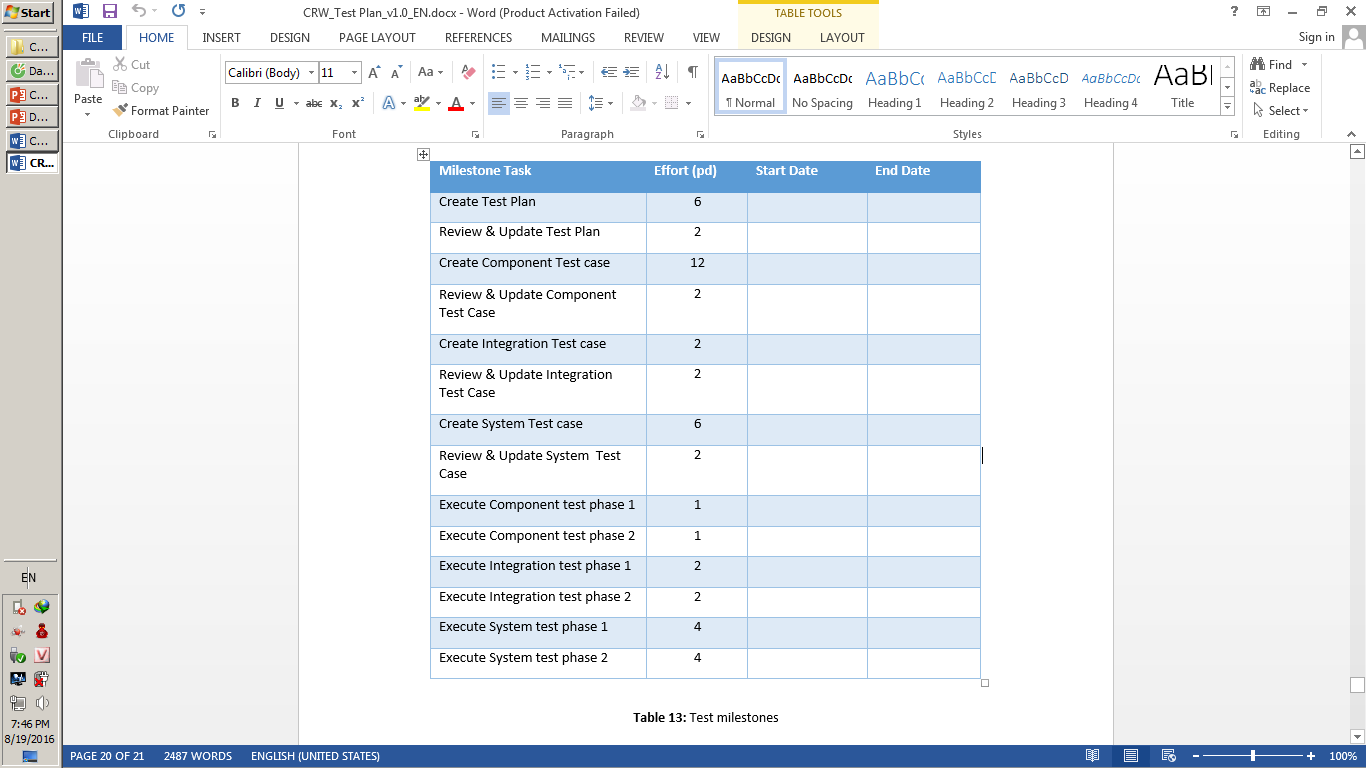 Start
CRW_Test Plan_v1.0_EN.docx - Word (Product Activation Failed)
TABLE TOOLS
?
FILE HOME INSERT DESIGN PAGE LAYOUT REFERENCES MAILINGS REVIEW VIEW DESIGN LAYOUT
Sign in
C...
Da...
C...
D...
C...
CR...
Paste
Cut
Copy
Format Painter
Clipboard
Calibri (Body) 11
Aa
B I U abc x₂ x² A ab A
Font
Paragraph
AaBbCcDc AaBbCcDc AaBbCc AaBbCcD AaBbCcD AaBbCcDc AaBl
¶ Normal No Spacing Heading 1 Heading 2 Heading 3 Heading 4 Title
Styles
Find
Replace
Select
Editing
Milestone Task Effort (pd) Start Date End Date
Create Test Plan 6
Review & Update Test Plan 2
Create Component Test case 12
Review & Update Component 2
Test Case
Create Integration Test case 2
Review & Update Integration 2
Test Case
Create System Test case 6
Review & Update System  Test 2
Case
Execute Component test phase 1 1
Execute Component test phase 2 1
Execute Integration test phase 1 2
Execute Integration test phase 2 2
Execute System test phase 1 4
Execute System test phase 2 4
Table 13: Test milestones
EN
7:46 PM
8/19/2016
PAGE 20 OF 21 2487 WORDS ENGLISH (UNITED STATES)
100%